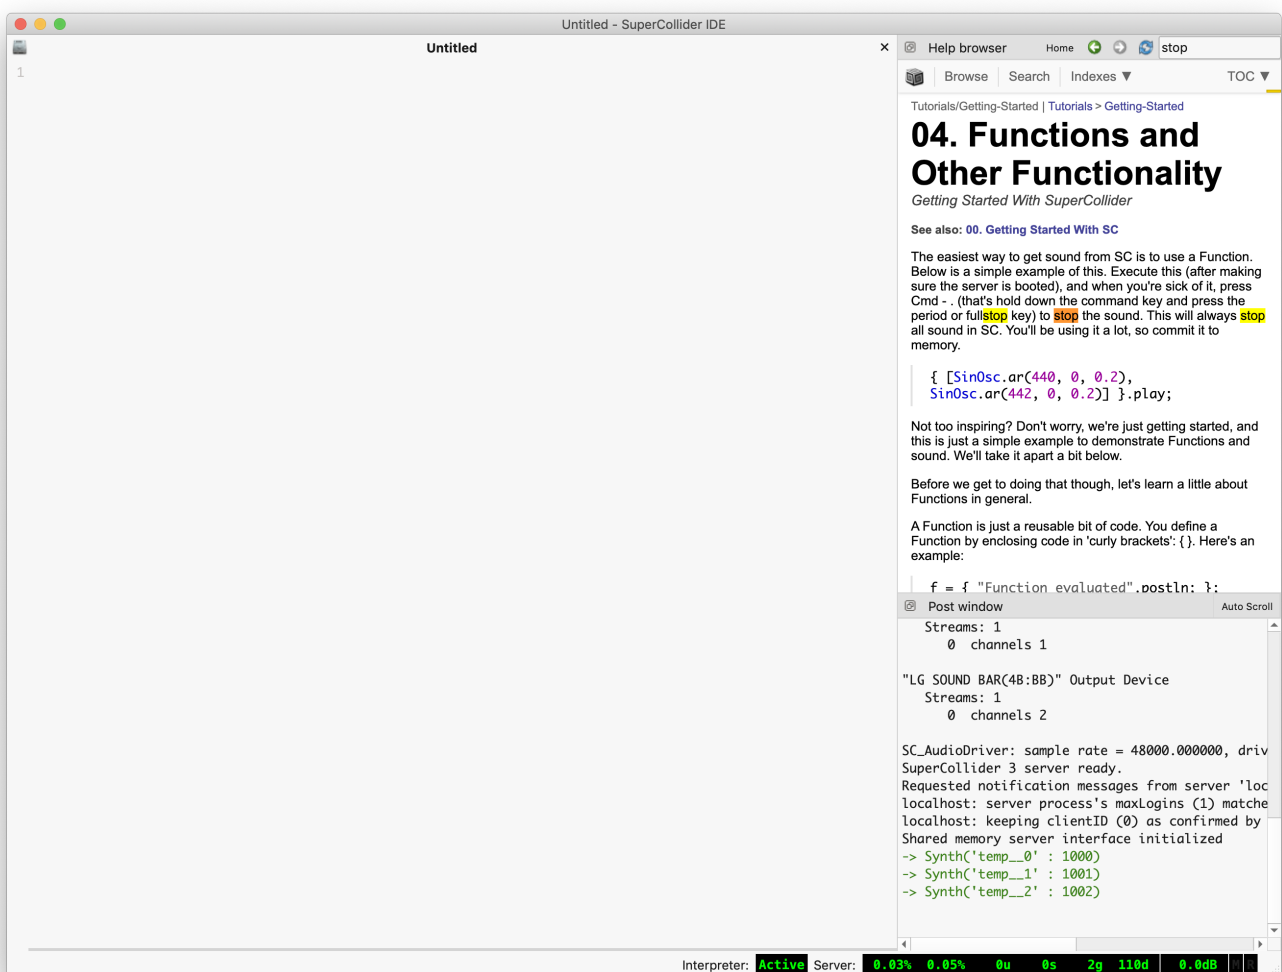 Untitled - SuperCollider IDE
Untitled
1
Help browser
Home
stop
Browse
Search
Indexes ▼
TOC ▼
Tutorials/Getting-Started | Tutorials > Getting-Started
04. Functions and
Other Functionality
Getting Started With SuperCollider
See also: 00. Getting Started With SC
The easiest way to get sound from SC is to use a Function.
Below is a simple example of this. Execute this (after making
sure the server is booted), and when you're sick of it, press
Cmd - . (that's hold down the command key and press the
period or fullstop key) to stop the sound. This will always stop
all sound in SC. You'll be using it a lot, so commit it to
memory.
{ [SinOsc.ar(440, 0, 0.2),
SinOsc.ar(442, 0, 0.2)] }.play;
Not too inspiring? Don't worry, we're just getting started, and
this is just a simple example to demonstrate Functions and
sound. We'll take it apart a bit below.
Before we get to doing that though, let's learn a little about
Functions in general.
A Function is just a reusable bit of code. You define a
Function by enclosing code in 'curly brackets': { }. Here's an
example:
f = { "Function evaluated".postln; };
Post window
Auto Scroll
Streams: 1
0 channels 1
"LG SOUND BAR(4B:BB)" Output Device
Streams: 1
0 channels 2
SC_AudioDriver: sample rate = 48000.000000, driv
SuperCollider 3 server ready.
Requested notification messages from server 'loc
localhost: server process's maxLogins (1) matche
localhost: keeping clientID (0) as confirmed by
Shared memory server interface initialized
-> Synth('temp__0' : 1000)
-> Synth('temp__1' : 1001)
-> Synth('temp__2' : 1002)
Interpreter: Active Server: 0.03% 0.05% 0u 0s 2g 110d 0.0dB M R